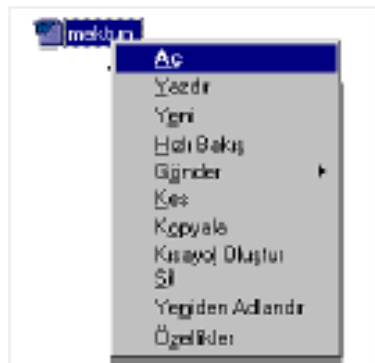 mektup
Aç
Yazdır
Yeni
Hızlı Bakış
Gönder
Kes
Kopyala
Kısayol Oluştur
Sil
Yeniden Adlandır
Özellikler